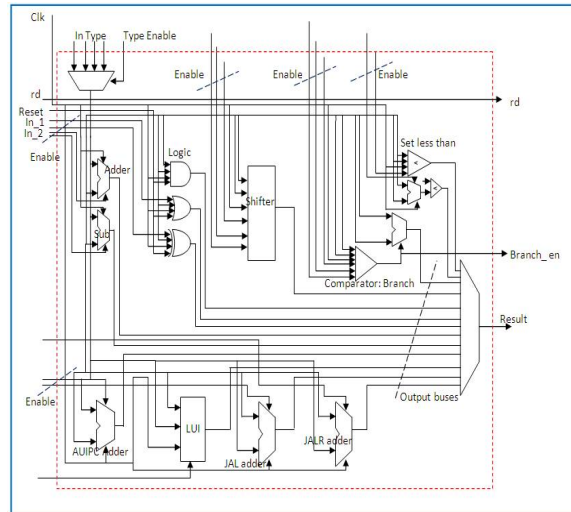 Clk
In Type
Type Enable
Enable
Enable
Enable
rd
rd
Reset
In_1
In_2
Enable
Adder
Logic
Set less than
<
<
Shifter
Sub
Branch_en
Comparator: Branch
Result
Output buses
Enable
LUI
AUIPC Adder
JAL adder
JALR adder